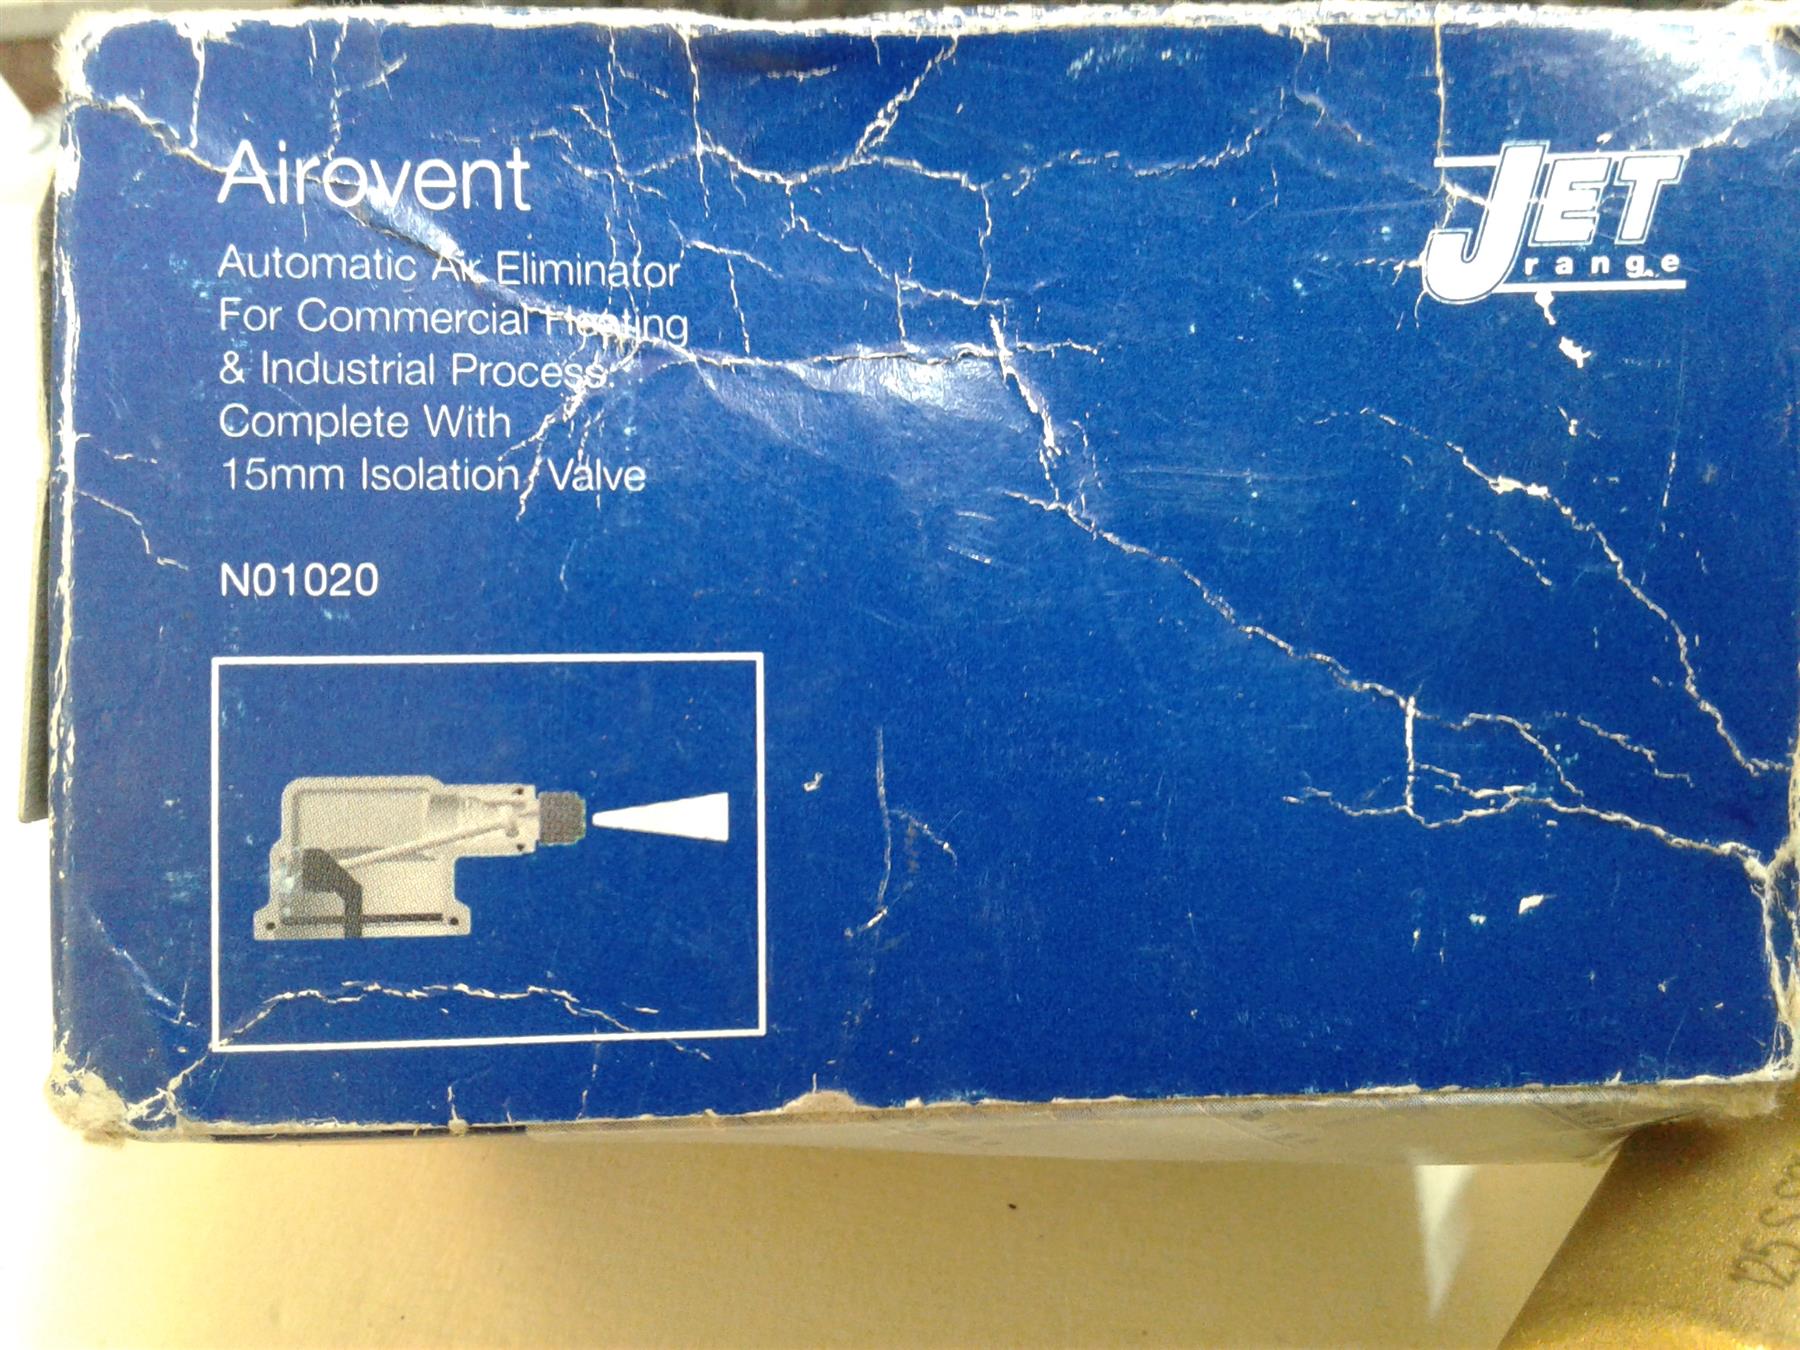 Airovent
JET
range
Automatic Air Eliminator
For Commercial Heating
& Industrial Process.
Complete With
15mm Isolation Valve
N01020